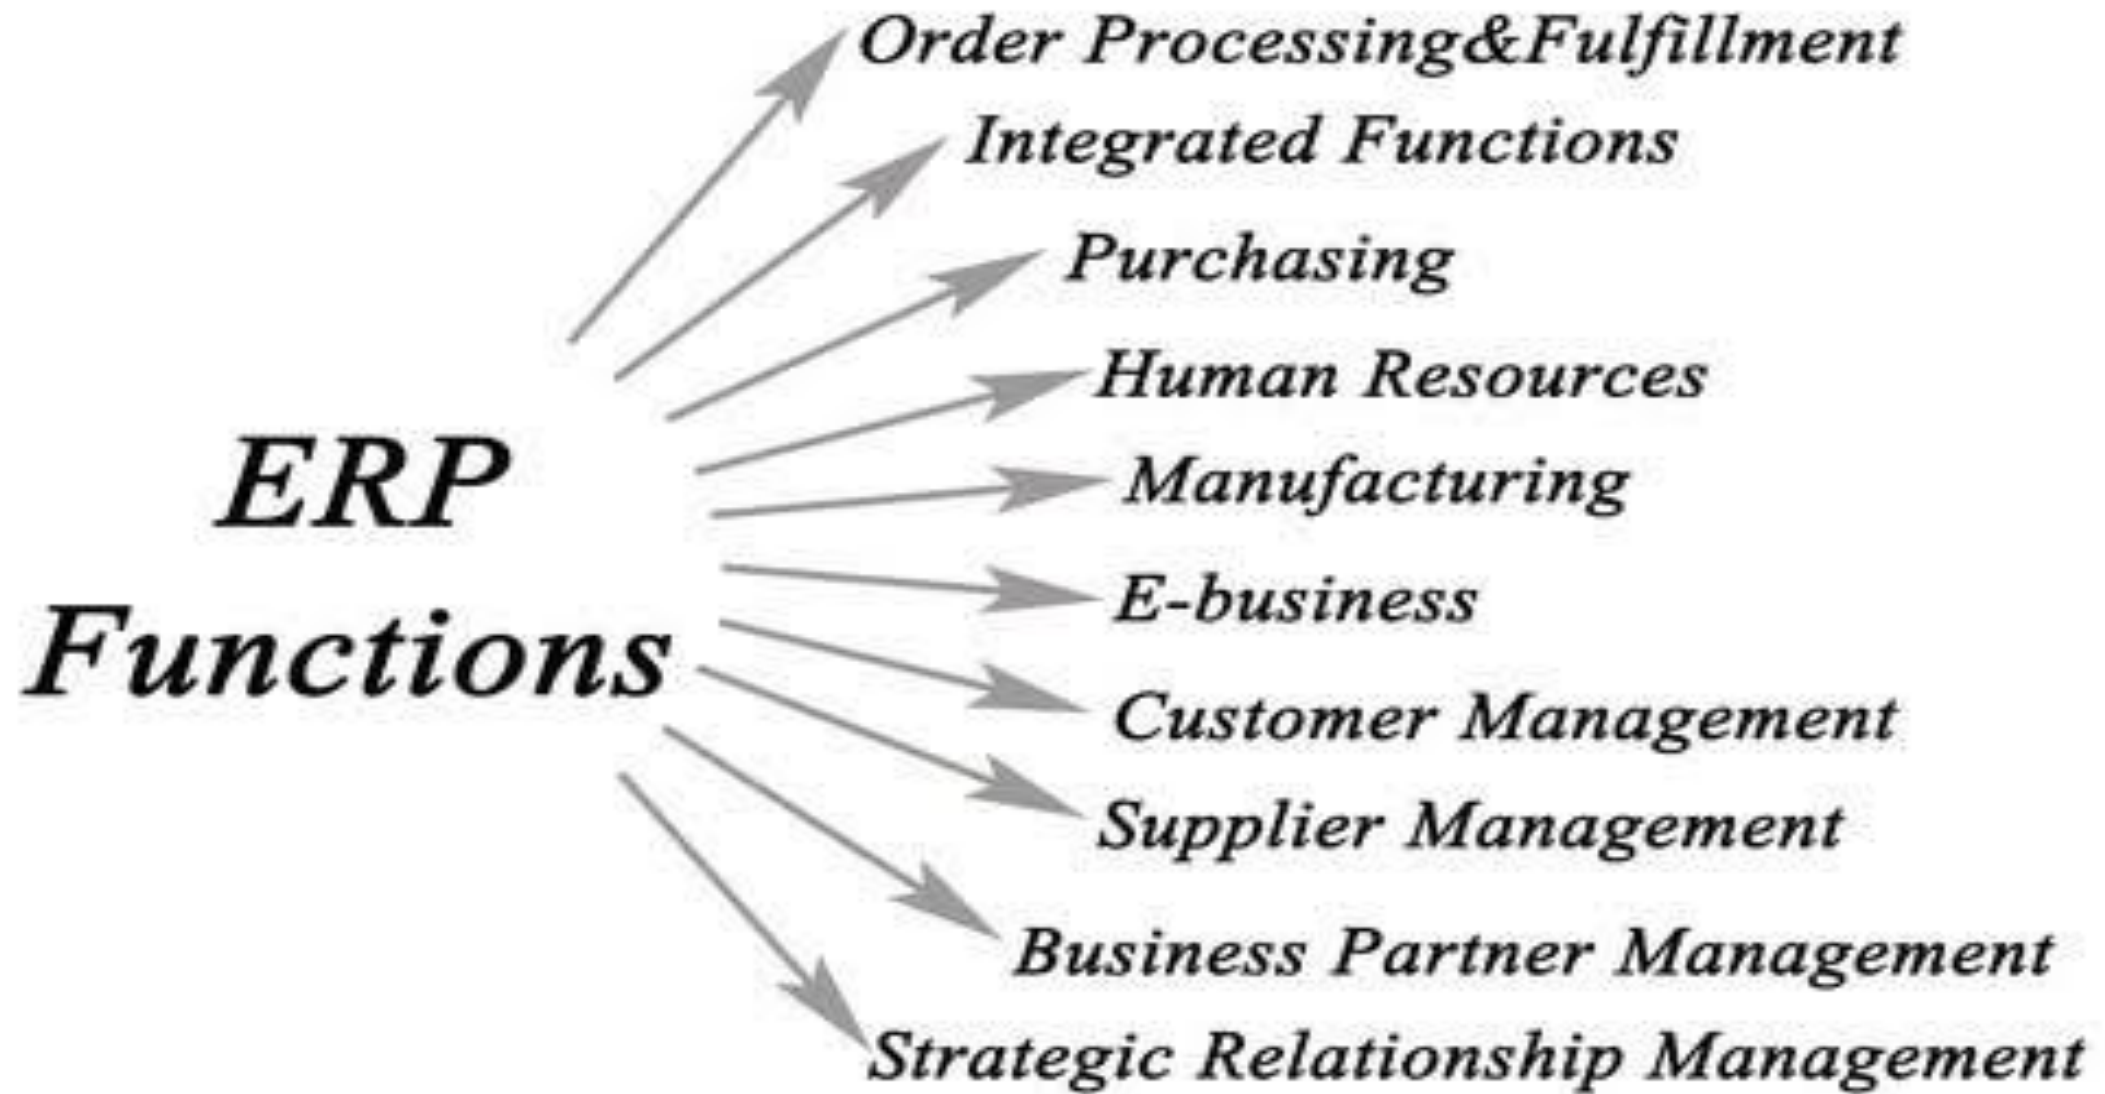 Order Processing&Fulfillment
Integrated Functions
Purchasing
Human Resources
Manufacturing
ERP
Functions
E-business
Customer Management
Supplier Management
Business Partner Management
Strategic Relationship Management